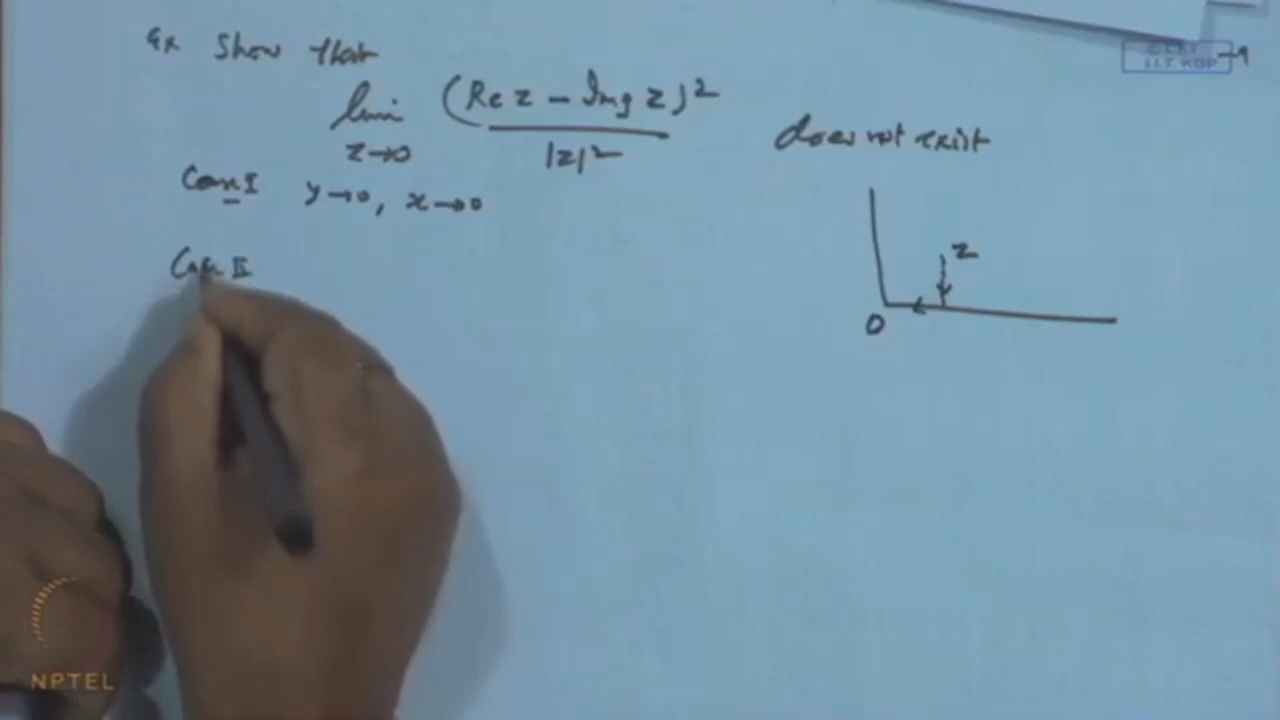 Ex Show that
lim z→0 (Re z − Img z)² / |z|² does not exist
Case I y→0, x→0
Case II
z
0
I.I.T. KGP
NPTEL